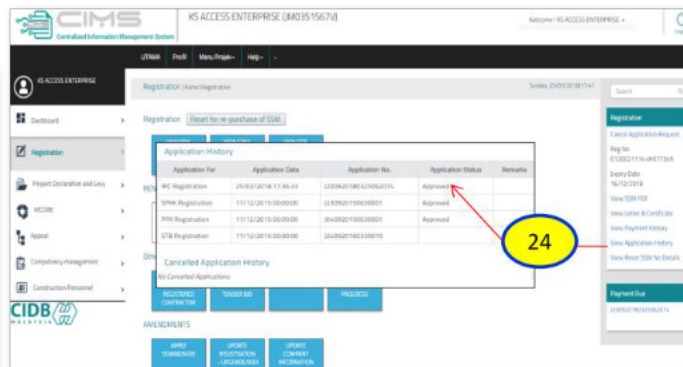 CIMS
Centralized Information Management System
KS ACCESS ENTERPRISE (JM0351567V)
Welcome ! KS ACCESS ENTERPRISE
UTAMA Profil Menu Projek Help
KS ACCESS ENTERPRISE
Dashboard
Registration
Project Declaration and Levy
WCORE
Appeal
Competency Management
Construction Personnel
CIDB
MALAYSIA
Registration | Home Registration
Sunday, 25/03/2018 17:41
Registration Reset for re-purchase of SSM
Application History
Application For Application Date Application No. Application Status Remarks
Approved
SPKK Registration 17/12/2015 00:00:00 Approved
PPK Registration 17/12/2015 00:00:00 Approved
STB Registration 17/12/2015 00:00:00
Cancelled Application History
No Cancelled Applications
24
REGISTERED
CONTRACTOR
TENDER BID
PROGRESS
AMENDMENTS
APPLY
DOWNGRADE
UPDATE
REGISTRATION
- UPGRADE/ADD
UPDATE
COMPANY
INFORMATION
Search
Registration
Cancel Application Request
Reg No:
Expiry Date:
16/12/2018
View SSM PDF
View Letter & Certificate
View Payment History
View Application History
View Reset SSM No Details
Payment Due